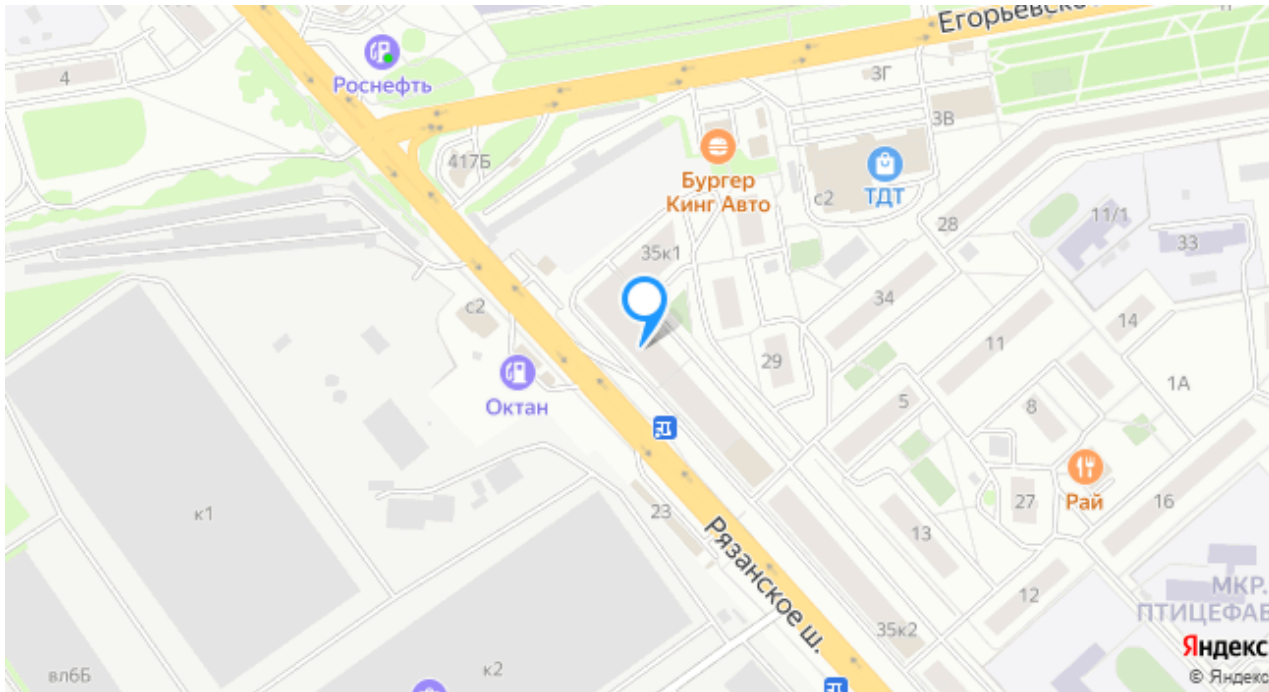 Егорьевско
4
Роснефть
3Г
3В
417Б
Бургер
Кинг Авто
ТДТ
с2
28
11/1
33
35к1
с2
34
14
11
29
1А
Октан
5
8
Рай
27
16
к1
23
13
Рязанское ш.
12
МКР.
ПТИЦЕФАБ
35к2
Яндекс
вл6Б
к2
© Яндекс